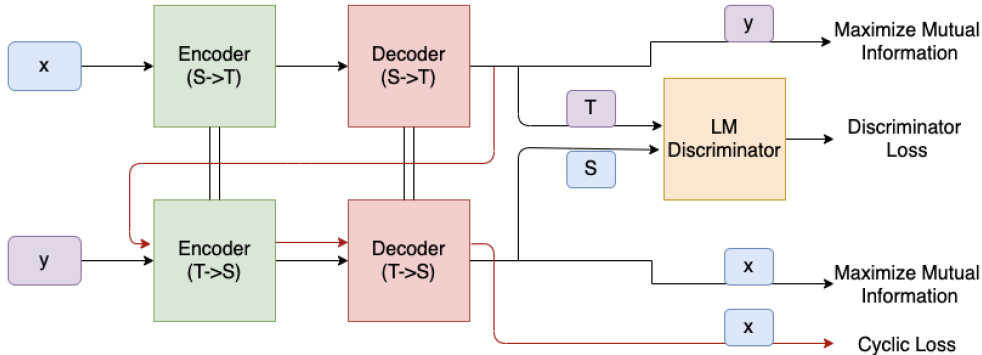 x
Encoder
(S->T)
Decoder
(S->T)
y
Maximize Mutual
Information
T
S
LM
Discriminator
Discriminator
Loss
y
Encoder
(T->S)
Decoder
(T->S)
x
Maximize Mutual
Information
x
Cyclic Loss